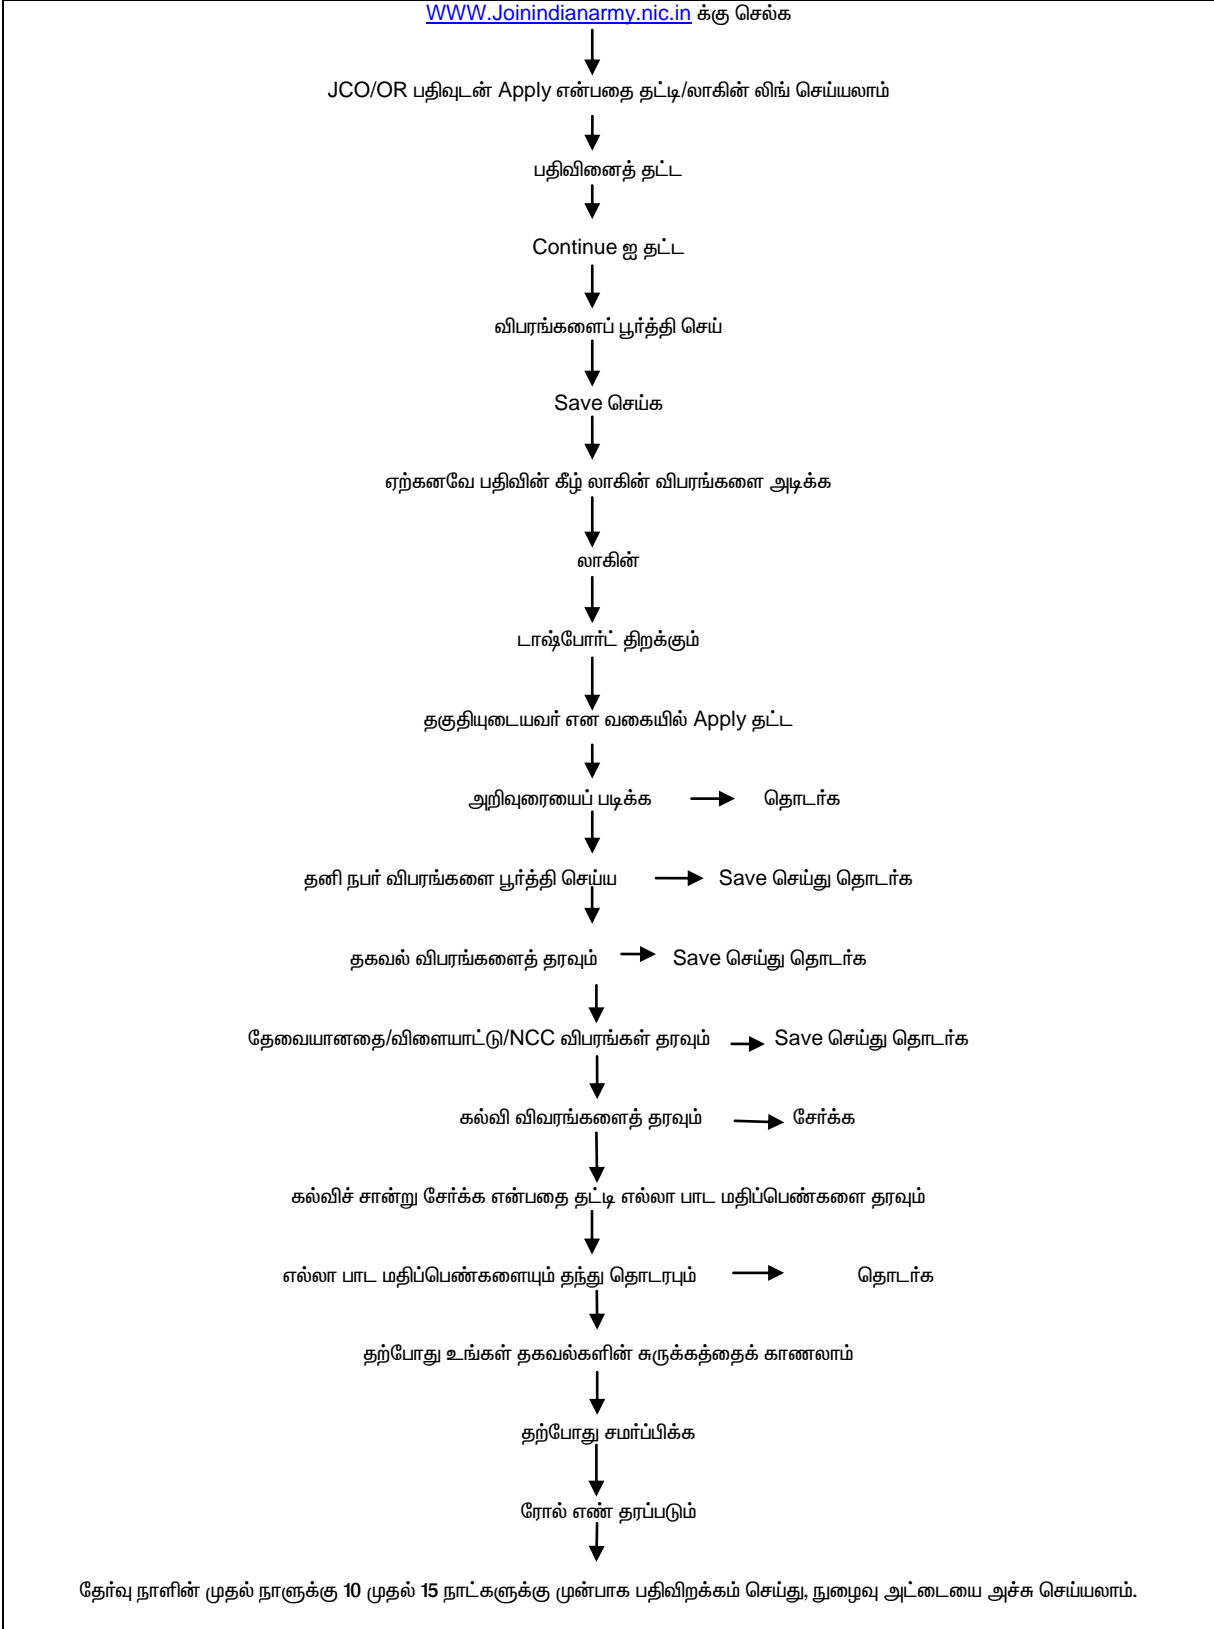 WWW.Joinindianarmy.nic.in க்கு செல்க
JCO/OR பதிவுடன் Apply என்பதை தட்டி/லாகின் லிங் செய்யலாம்
பதிவினைத் தட்ட
Continue ஐ தட்ட
விபரங்களைப் பூர்த்தி செய்
Save செய்க
ஏற்கனவே பதிவின் கீழ் லாகின் விபரங்களை அடிக்க
லாகின்
டாஷ்போர்ட் திறக்கும்
தகுதியுடையவர் என வகையில் Apply தட்ட
அறிவுரையைப் படிக்க தொடர்க
தனி நபர் விபரங்களை பூர்த்தி செய்ய Save செய்து தொடர்க
தகவல் விபரங்களைத் தரவும் Save செய்து தொடர்க
தேவையானதை/விளையாட்டு/NCC விபரங்கள் தரவும் Save செய்து தொடர்க
கல்வி விவரங்களைத் தரவும் சேர்க்க
கல்விச் சான்று சேர்க்க என்பதை தட்டி எல்லா பாட மதிப்பெண்களை தரவும்
எல்லா பாட மதிப்பெண்களையும் தந்து தொடரபும் தொடர்க
தற்போது உங்கள் தகவல்களின் சுருக்கத்தைக் காணலாம்
தற்போது சமர்ப்பிக்க
ரோல் எண் தரப்படும்
தேர்வு நாளின் முதல் நாளுக்கு 10 முதல் 15 நாட்களுக்கு முன்பாக பதிவிறக்கம் செய்து, நுழைவு அட்டையை அச்சு செய்யலாம்.